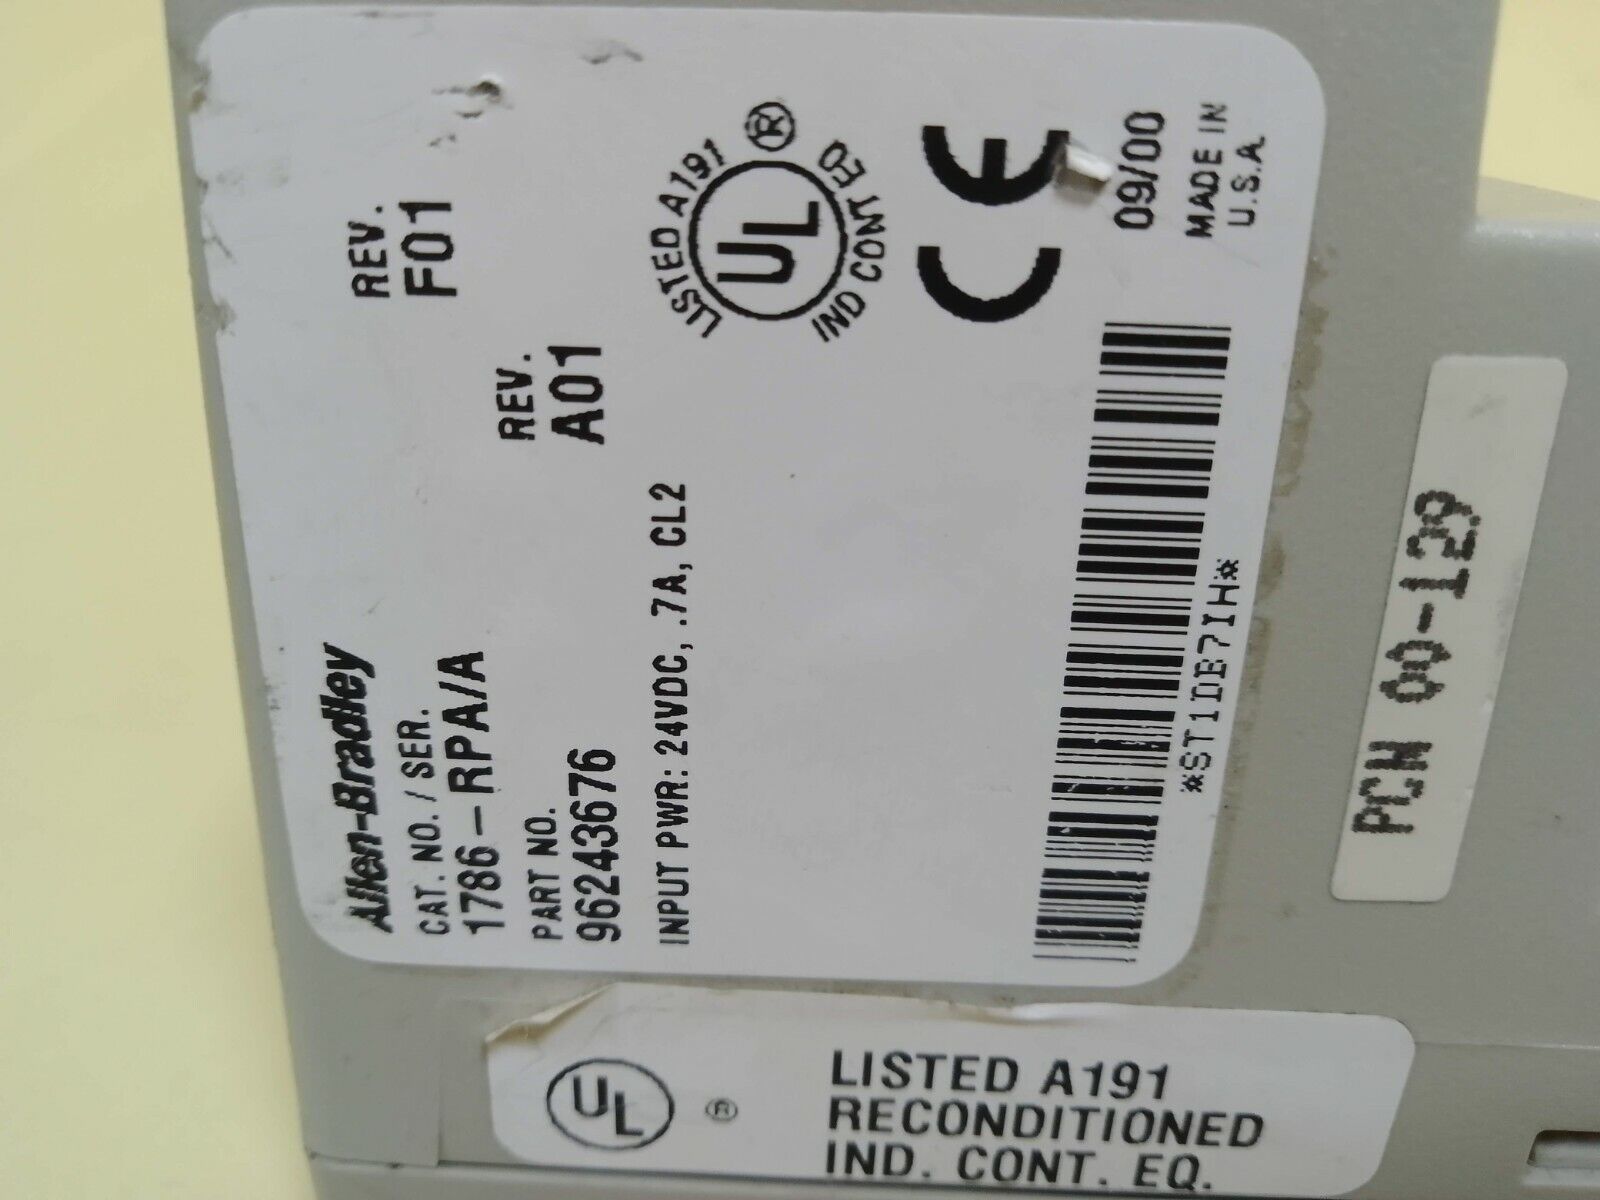 Allen-Bradley
CAT. NO. / SER.
1786-RPA/A
REV.
F01
PART NO.
96243676
REV.
A01
INPUT PWR: 24VDC, .7A, CL2
LISTED A191
UL ®
IND CONT EQ
CE
09/00
MADE IN
U.S.A.
*ST1DB7IH*
PCN 00-129
UL ®
LISTED A191
RECONDITIONED
IND. CONT. EQ.